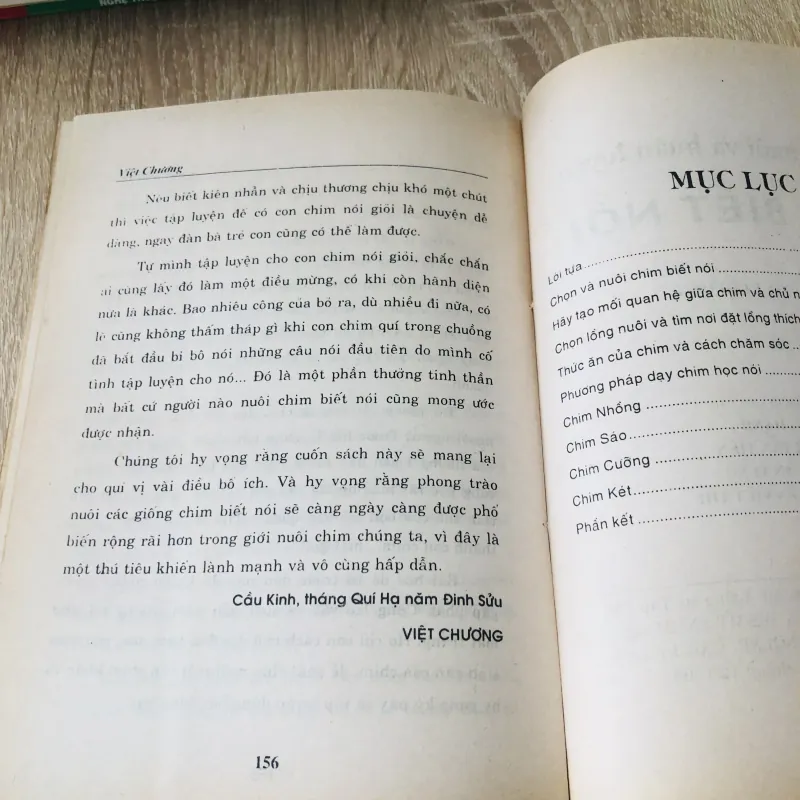 Việt Chương
Nếu biết kiên nhẫn và chịu thương chịu khó một chút
thì việc tập luyện để có con chim nói giỏi là chuyện dễ
dàng, ngay đàn bà trẻ con cũng có thể làm được.
Tự mình tập luyện cho con chim nói giỏi, chắc chắn
ai cũng lấy đó làm một điều mừng, có khi còn hãnh diện
nữa là khác. Bao nhiêu công của bỏ ra, dù nhiều đi nữa, có
lẽ cũng không thấm tháp gì khi con chim quí trong chuồng
đã bắt đầu bi bô nói những câu nói đầu tiên do mình cố
tình tập luyện cho nó... Đó là một phần thưởng tinh thần
mà bất cứ người nào nuôi chim biết nói cũng mong ước
được nhận.
Chúng tôi hy vọng rằng cuốn sách này sẽ mang lại
cho quí vị vài điều bổ ích. Và hy vọng rằng phong trào
nuôi các giống chim biết nói sẽ càng ngày càng được phổ
biến rộng rãi hơn trong giới nuôi chim chúng ta, vì đây là
một thú tiêu khiển lành mạnh và vô cùng hấp dẫn.
Cầu Kinh, tháng Quí Hạ năm Đinh Sửu
VIỆT CHƯƠNG
156
MỤC LỤC
Lời tựa
Chọn và nuôi chim biết nói
Hãy tạo mối quan hệ giữa chim và chủ n
Chọn lồng nuôi và tìm nơi đặt lồng thích
Thức ăn của chim và cách chăm sóc
Phương pháp dạy chim học nói
Chim Nhồng
Chim Sáo
Chim Cưỡng
Chim Két
Phần kết